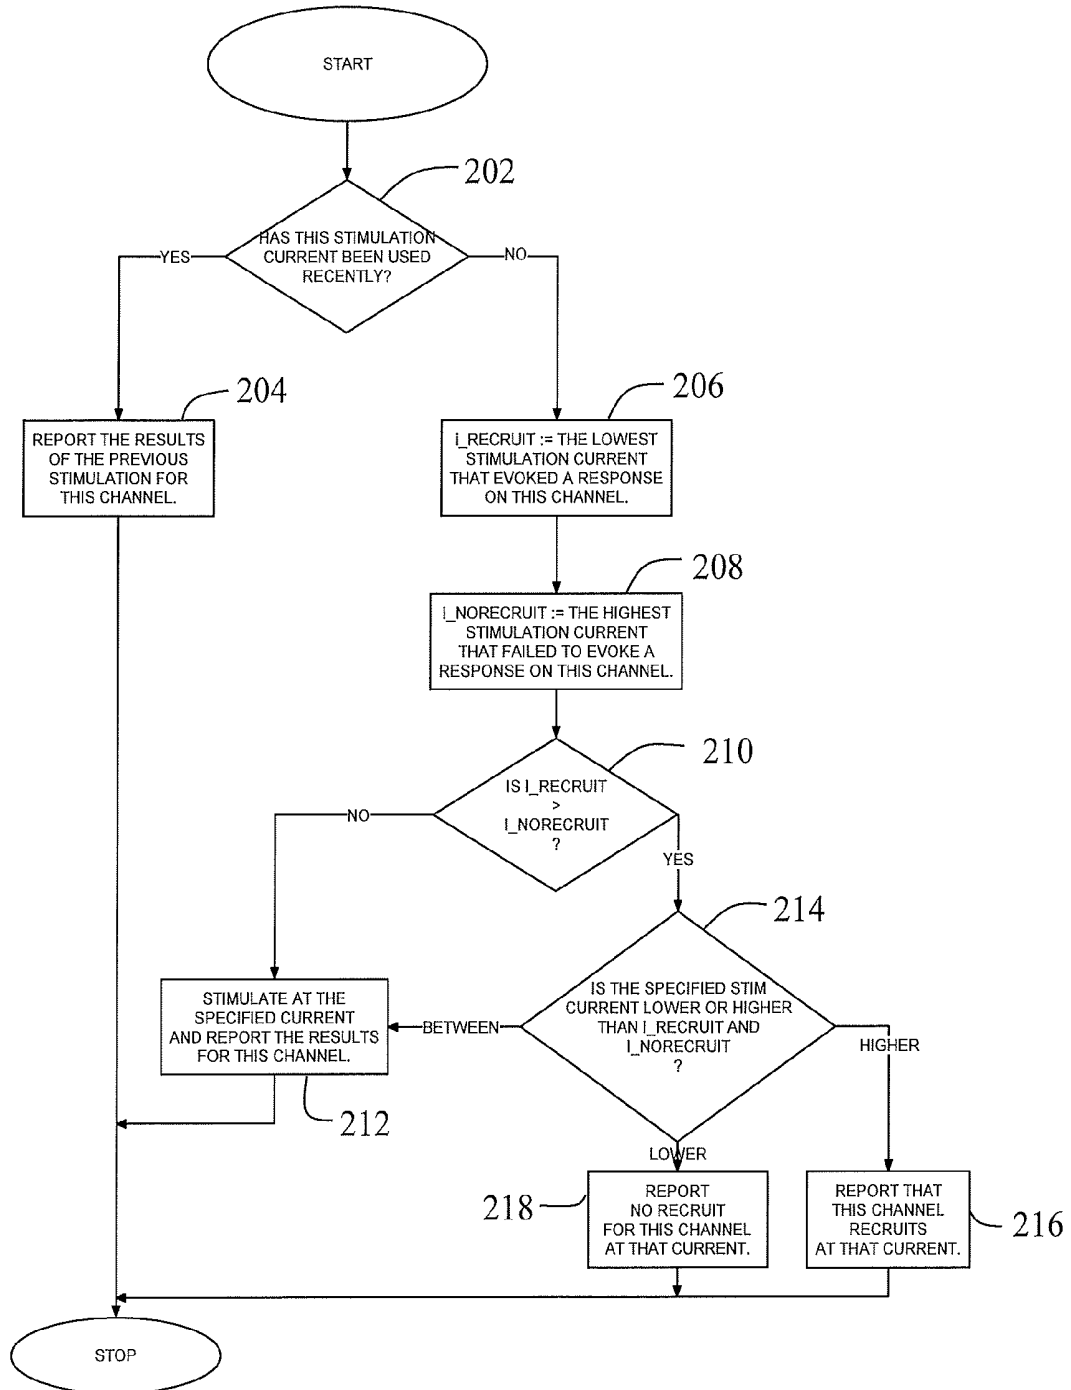 START
202
HAS THIS STIMULATION
CURRENT BEEN USED
RECENTLY?
YES
NO
204
REPORT THE RESULTS
OF THE PREVIOUS
STIMULATION FOR
THIS CHANNEL.
206
I_RECRUIT := THE LOWEST
STIMULATION CURRENT
THAT EVOKED A RESPONSE
ON THIS CHANNEL.
208
I_NORECRUIT := THE HIGHEST
STIMULATION CURRENT
THAT FAILED TO EVOKE A
RESPONSE ON THIS CHANNEL.
210
IS I_RECRUIT
>
I_NORECRUIT
?
NO
YES
214
IS THE SPECIFIED STIM
CURRENT LOWER OR HIGHER
THAN I_RECRUIT AND
I_NORECRUIT
?
BETWEEN
HIGHER
LOWER
STIMULATE AT THE
SPECIFIED CURRENT
AND REPORT THE RESULTS
FOR THIS CHANNEL.
212
218
REPORT
NO RECRUIT
FOR THIS CHANNEL
AT THAT CURRENT.
REPORT THAT
THIS CHANNEL
RECRUITS
AT THAT CURRENT.
216
STOP